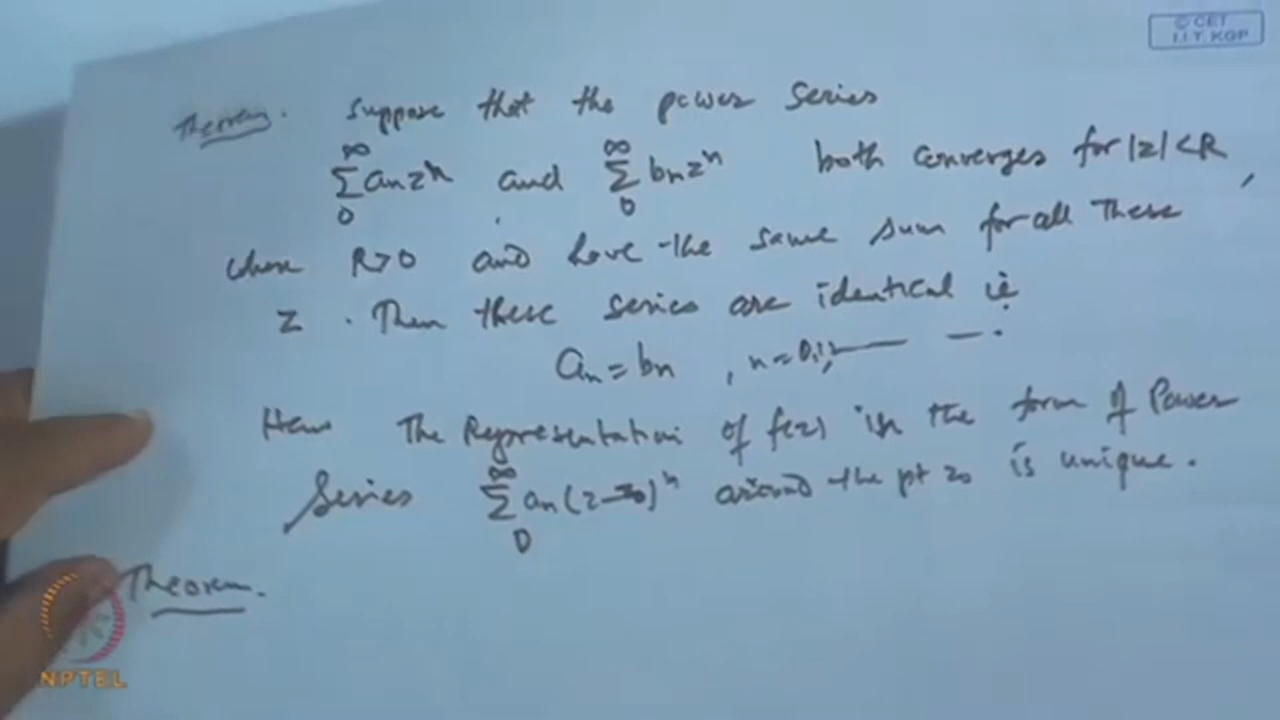 © CET
I.I.T. KGP
Theorem. Suppose that the power series
∞ ∑ 0 anzⁿ and ∞ ∑ 0 bnzⁿ both converges for |z|<R,
where R>0 and have the same sum for all these
z. Then these series are identical ie
an = bn , n = 0,1,—— —.
Hence The Representation of f(z) in the form of Power
Series ∞ ∑ 0 an(z-z0)ⁿ around the pt z0 is unique.
Theorem.
NPTEL